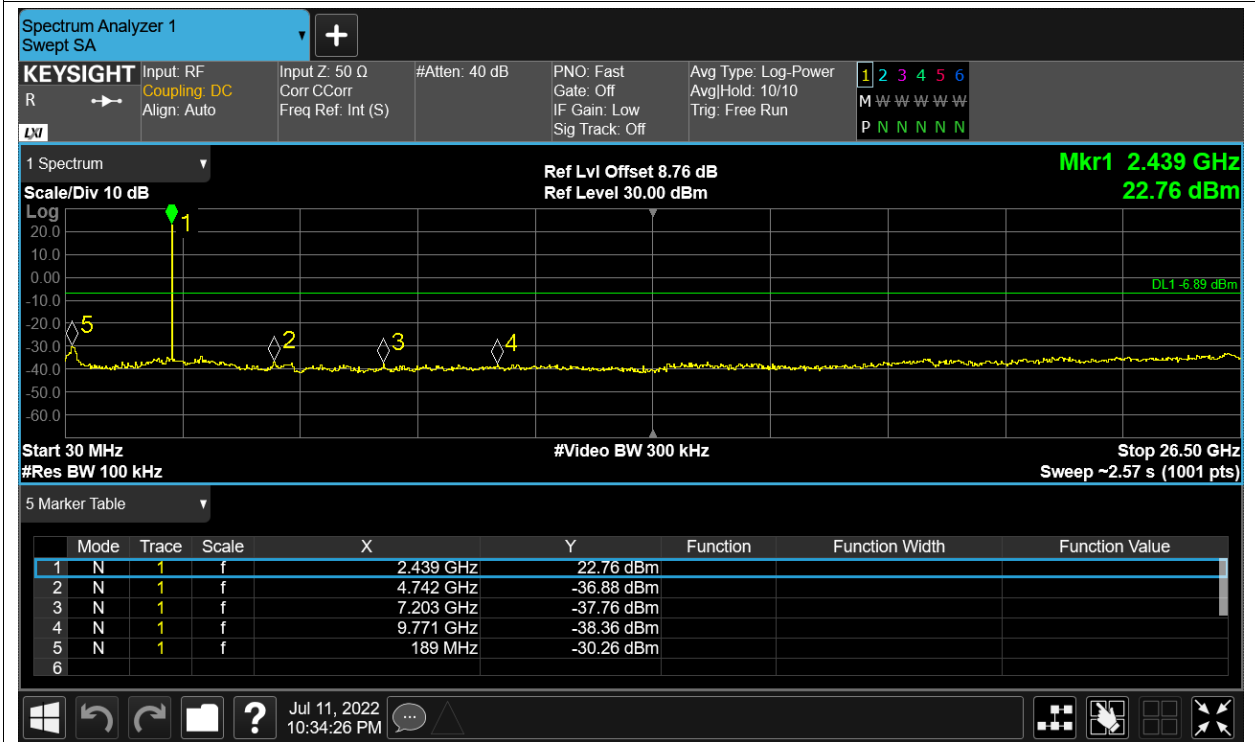 Spectrum Analyzer 1
Swept SA
+
KEYSIGHT Input: RF Input Z: 50 Ω #Atten: 40 dB PNO: Fast Avg Type: Log-Power 1 2 3 4 5 6
R Coupling: DC Corr CCorr Gate: Off Avg|Hold: 10/10 M W W W W W
Align: Auto Freq Ref: Int (S) IF Gain: Low Trig: Free Run
LXI Sig Track: Off P N N N N N
1 Spectrum Ref Lvl Offset 8.76 dB Mkr1 2.439 GHz
Scale/Div 10 dB Ref Level 30.00 dBm 22.76 dBm
Log
1
20.0
10.0
0.00
DL1 -6.89 dBm
-10.0
-20.0 5
-30.0 2 3 4
-40.0
-50.0
-60.0
Start 30 MHz #Video BW 300 kHz Stop 26.50 GHz
#Res BW 100 kHz Sweep ~2.57 s (1001 pts)
5 Marker Table
Mode Trace Scale X Y Function Function Width Function Value
1 N 1 f 2.439 GHz 22.76 dBm
2 N 1 f 4.742 GHz -36.88 dBm
3 N 1 f 7.203 GHz -37.76 dBm
4 N 1 f 9.771 GHz -38.36 dBm
5 N 1 f 189 MHz -30.26 dBm
6
? Jul 11, 2022
10:34:26 PM